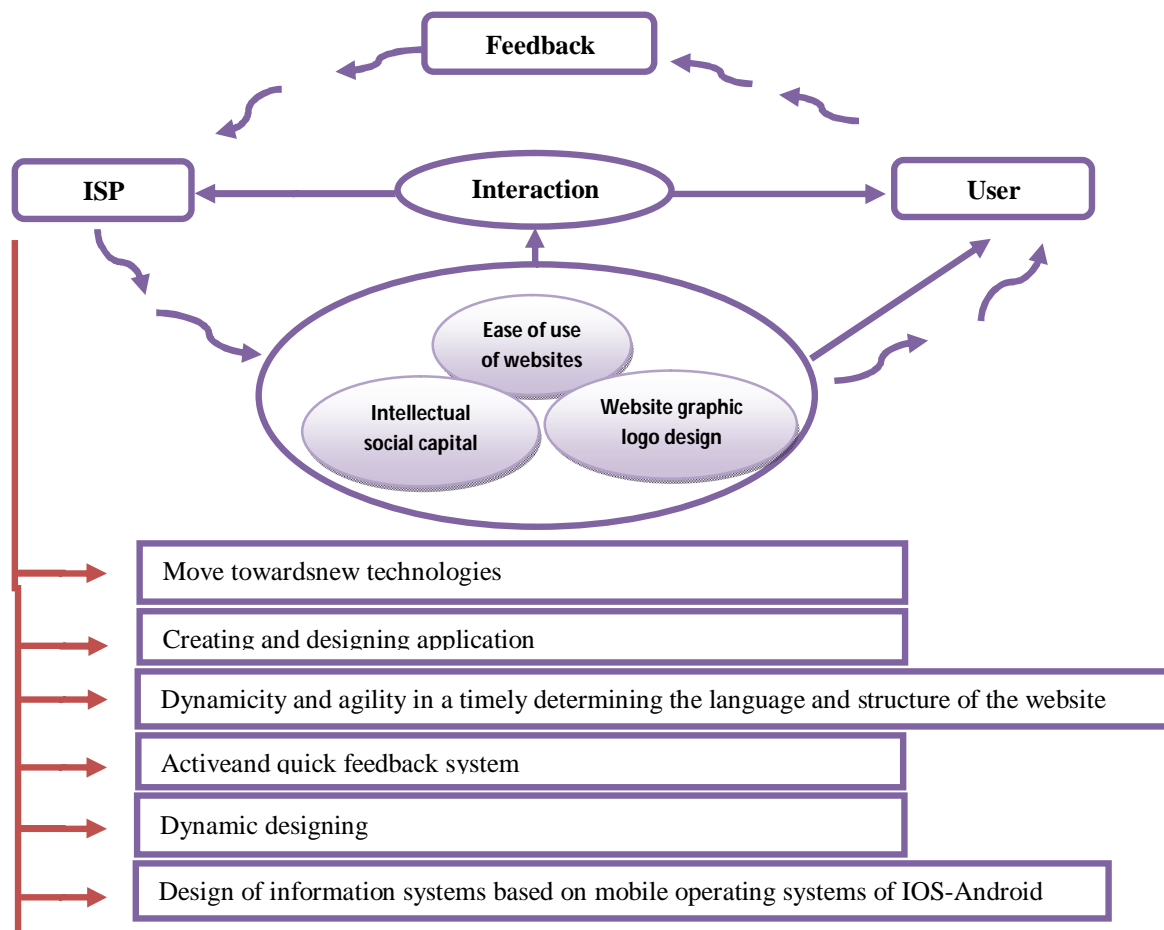 Feedback
ISP
Interaction
User
Ease of use
of websites
Intellectual
social capital
Website graphic
logo design
Move towardsnew technologies
Creating and designing application
Dynamicity and agility in a timely determining the language and structure of the website
Activeand quick feedback system
Dynamic designing
Design of information systems based on mobile operating systems of IOS-Android